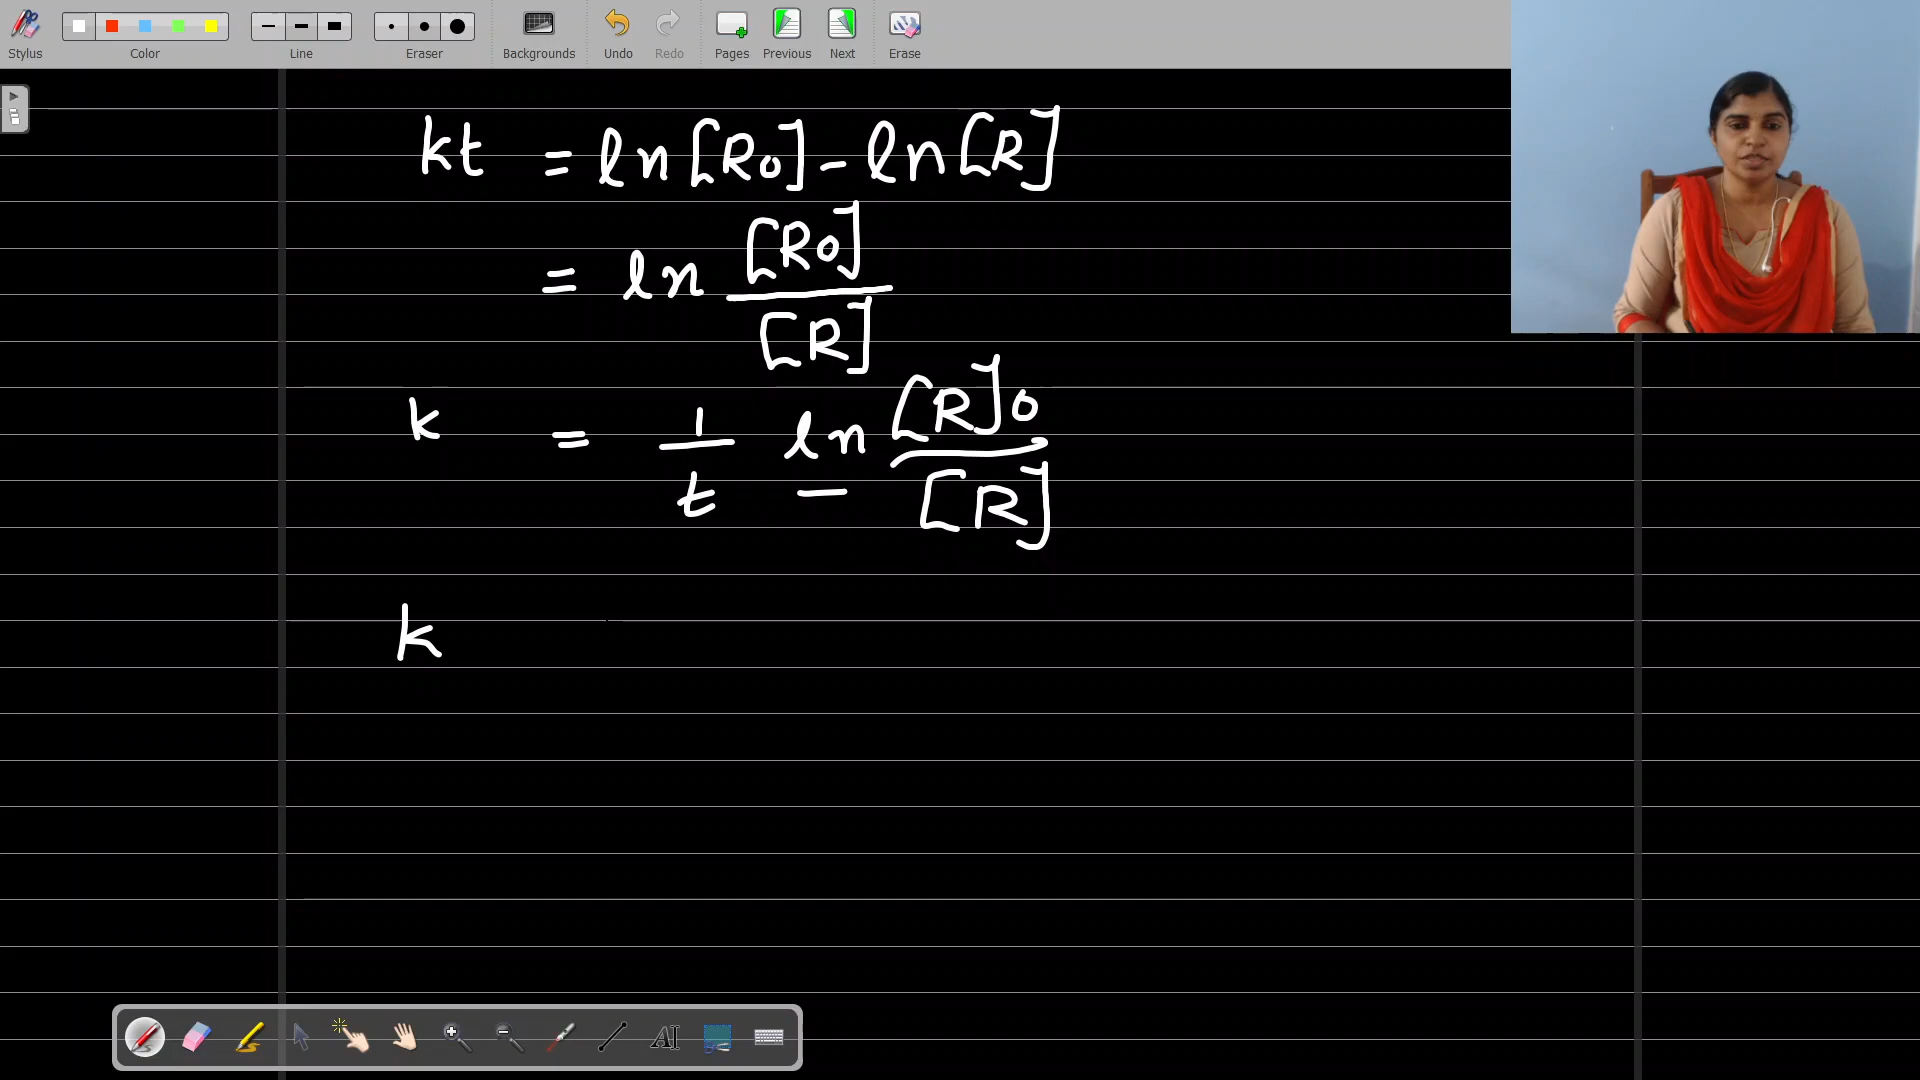 Stylus Color Line Eraser Backgrounds Undo Redo Pages Previous Next Erase
kt = ln [R0] - ln [R]
= ln [R0] / [R]
k = 1/t ln [R]0 / [R]
k
AI